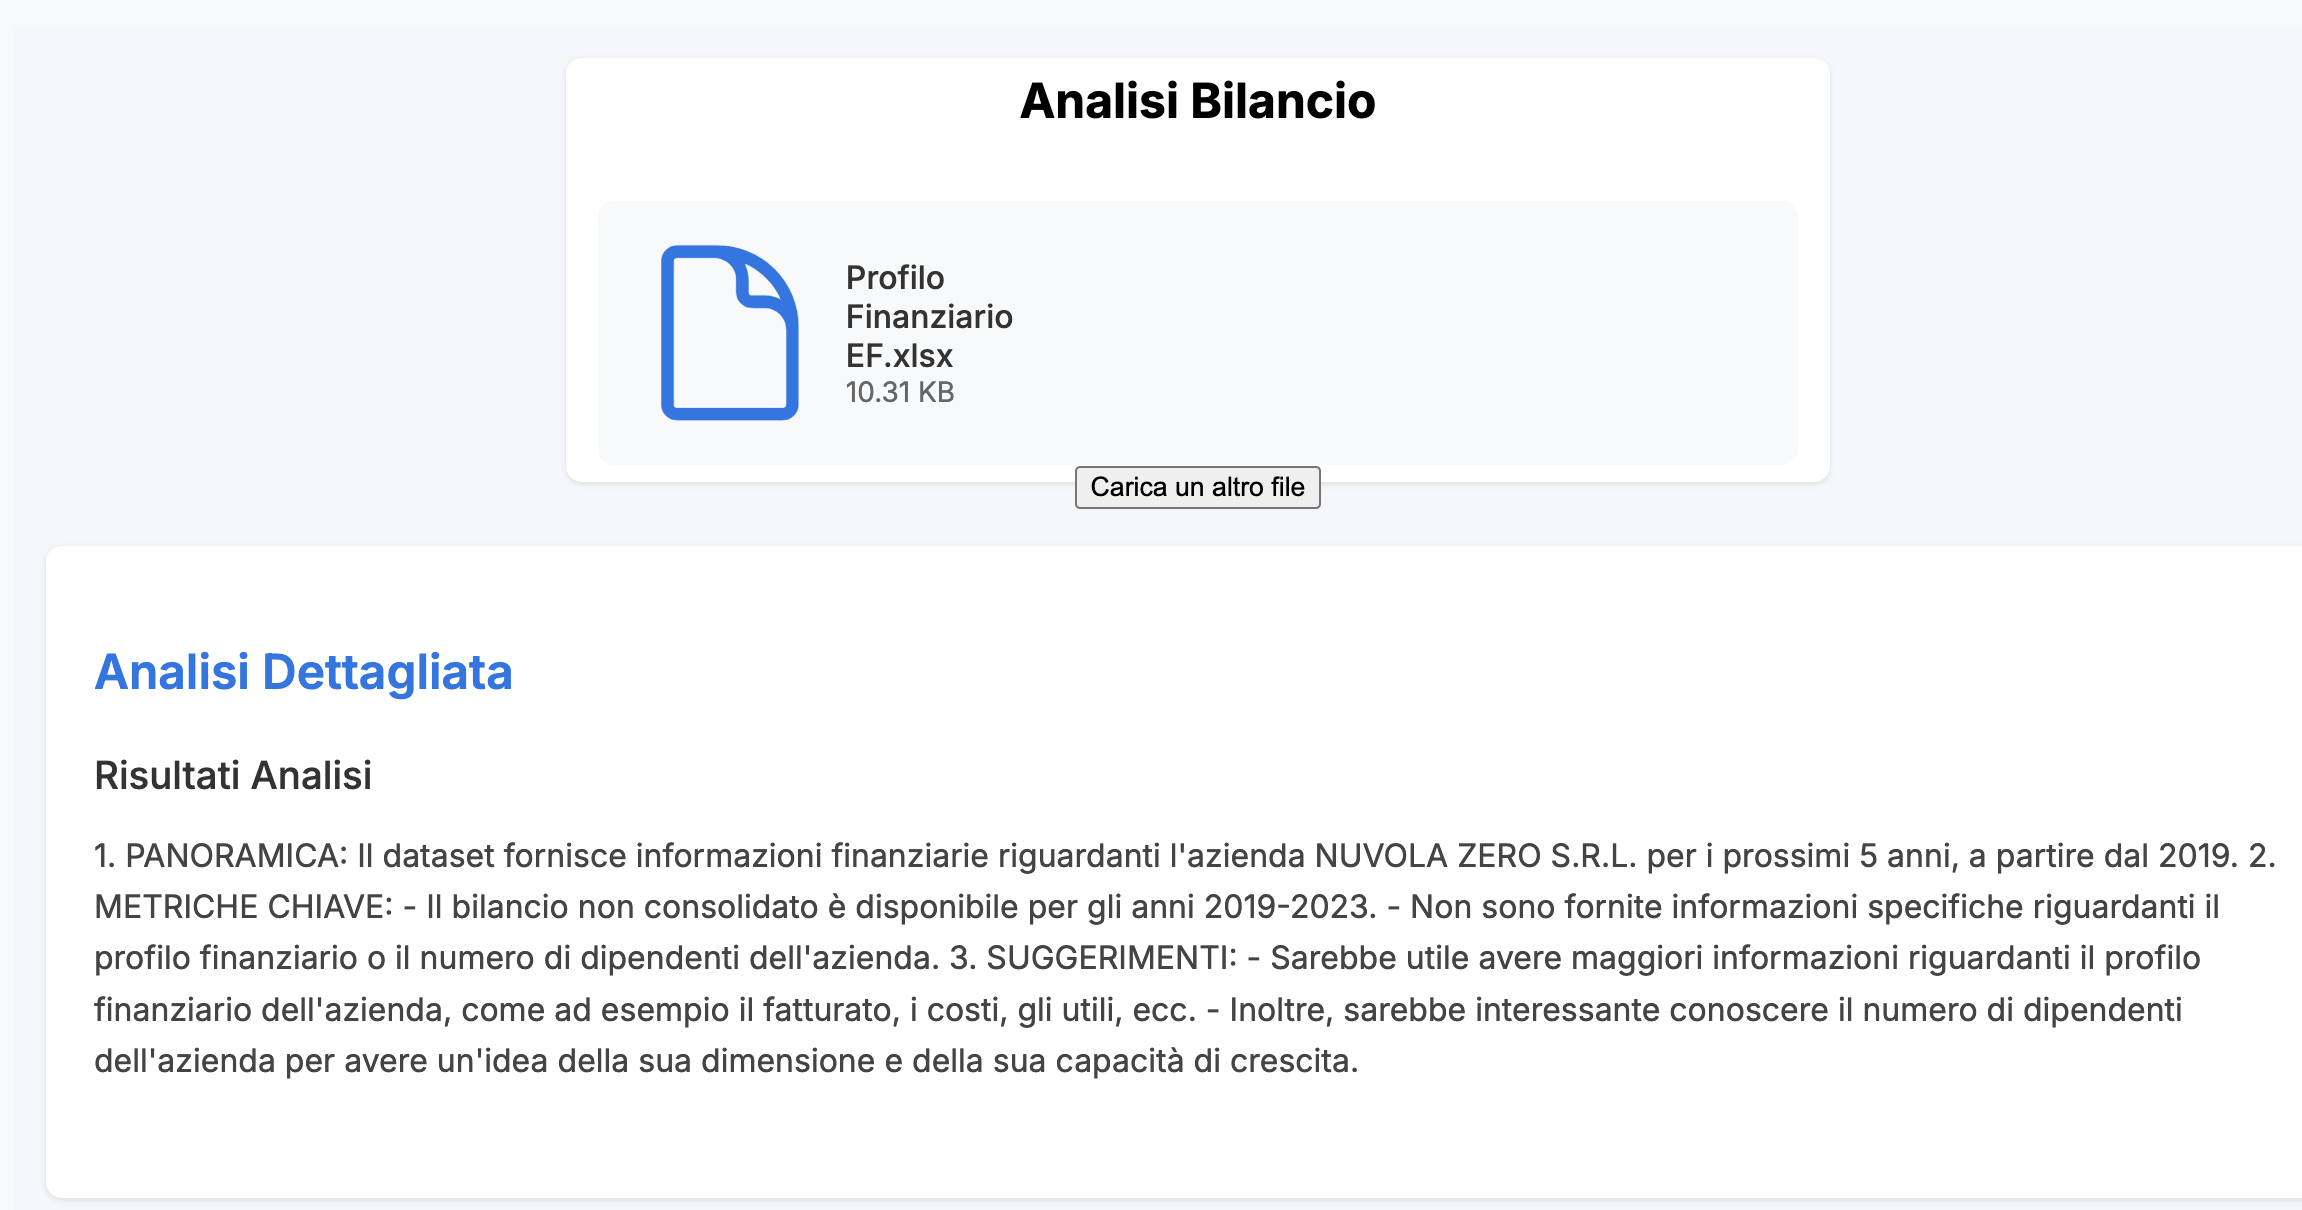 Analisi Bilancio
Profilo
Finanziario
EF.xlsx
10.31 KB
Carica un altro file
Analisi Dettagliata
Risultati Analisi
1. PANORAMICA: Il dataset fornisce informazioni finanziarie riguardanti l'azienda NUVOLA ZERO S.R.L. per i prossimi 5 anni, a partire dal 2019. 2.
METRICHE CHIAVE: - Il bilancio non consolidato è disponibile per gli anni 2019-2023. - Non sono fornite informazioni specifiche riguardanti il
profilo finanziario o il numero di dipendenti dell'azienda. 3. SUGGERIMENTI: - Sarebbe utile avere maggiori informazioni riguardanti il profilo
finanziario dell'azienda, come ad esempio il fatturato, i costi, gli utili, ecc. - Inoltre, sarebbe interessante conoscere il numero di dipendenti
dell'azienda per avere un'idea della sua dimensione e della sua capacità di crescita.